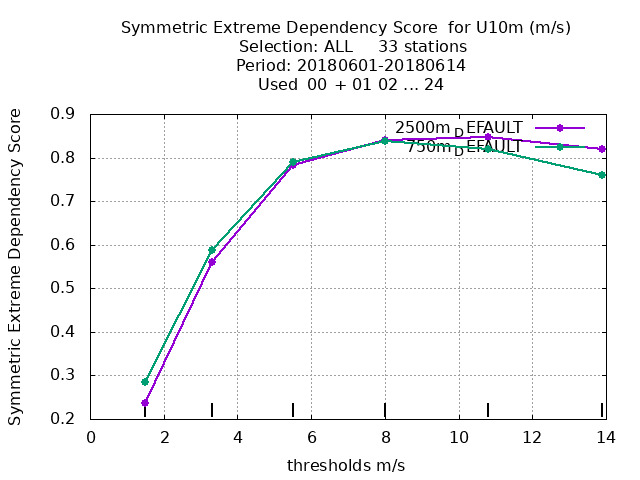 Symmetric Extreme Dependency Score for U10m (m/s)
Selection: ALL 33 stations
Period: 20180601-20180614
Used 00 + 01 02 ... 24
Symmetric Extreme Dependency Score
0.9
0.8
0.7
0.6
0.5
0.4
0.3
0.2
2500m_DEFAULT
750m_DEFAULT
0 2 4 6 8 10 12 14
thresholds m/s